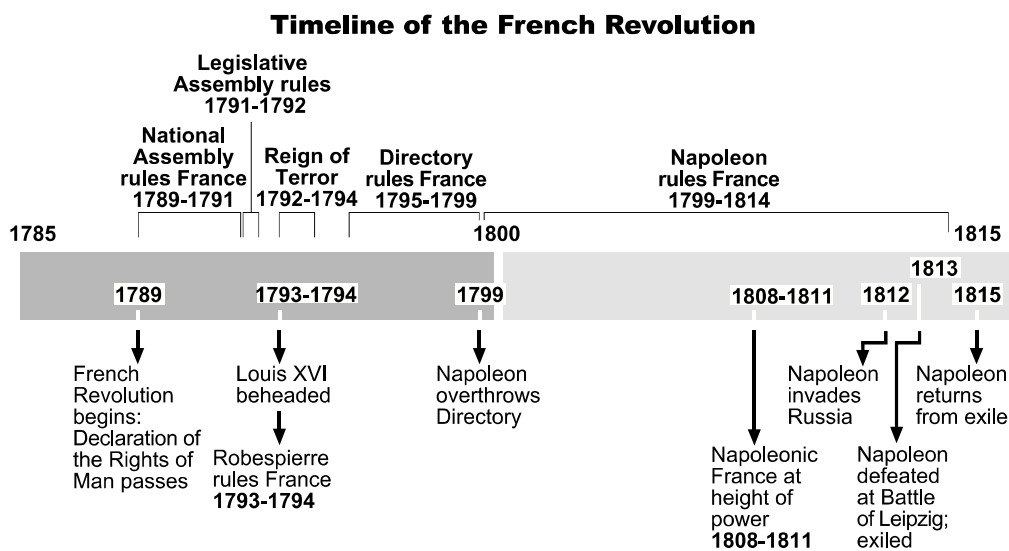 Timeline of the French Revolution
Legislative
Assembly rules
1791-1792
National
Assembly
rules France
1789-1791
Reign of
Terror
1792-1794
Directory
rules France
1795-1799
Napoleon
rules France
1799-1814
1785
1800
1815
1789
1793-1794
1799
1808-1811
1812
1813
1815
French
Revolution
begins:
Declaration of
the Rights of
Man passes
Louis XVI
beheaded
Robespierre
rules France
1793-1794
Napoleon
overthrows
Directory
Napoleonic
France at
height of
power
1808-1811
Napoleon
invades
Russia
Napoleon
defeated
at Battle
of Leipzig;
exiled
Napoleon
returns
from exile